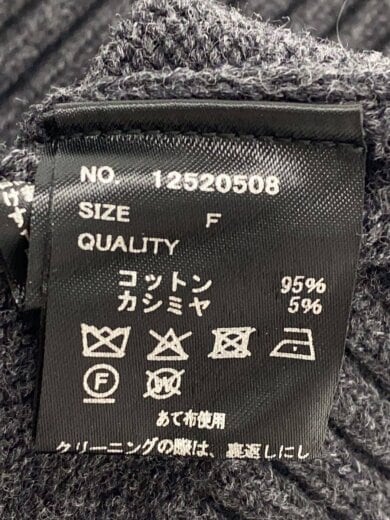 NO. 12520508
SIZE F
QUALITY
コットン 95%
カシミヤ 5%
F
W
あて布使用
クリーニングの際は、裏返しにし